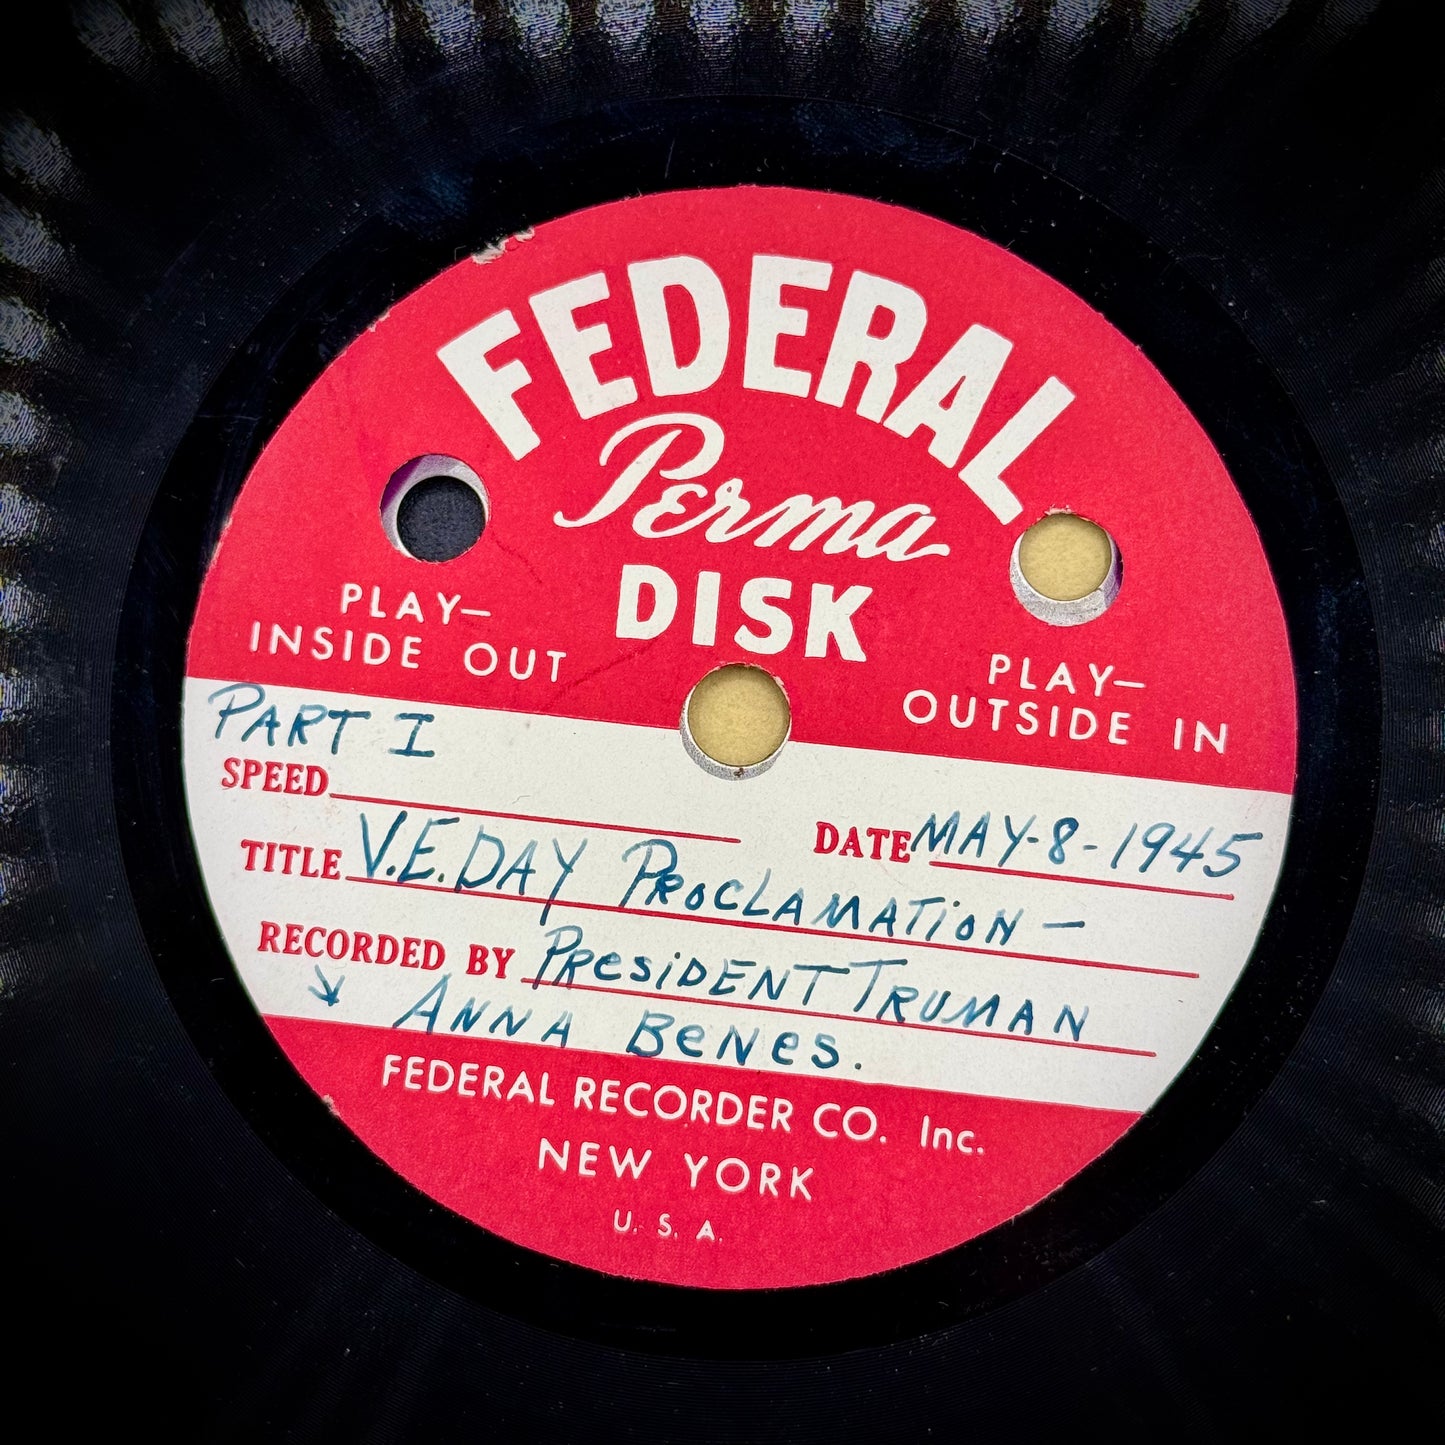 FEDERAL
Perma
DISK
PLAY—
INSIDE OUT
PLAY—
OUTSIDE IN
PART I
SPEED
DATE MAY-8-1945
TITLE V.E. DAY PROCLAMATION —
RECORDED BY PRESIDENT TRUMAN
↘ ANNA BENES.
FEDERAL RECORDER CO. Inc.
NEW YORK
U. S. A.